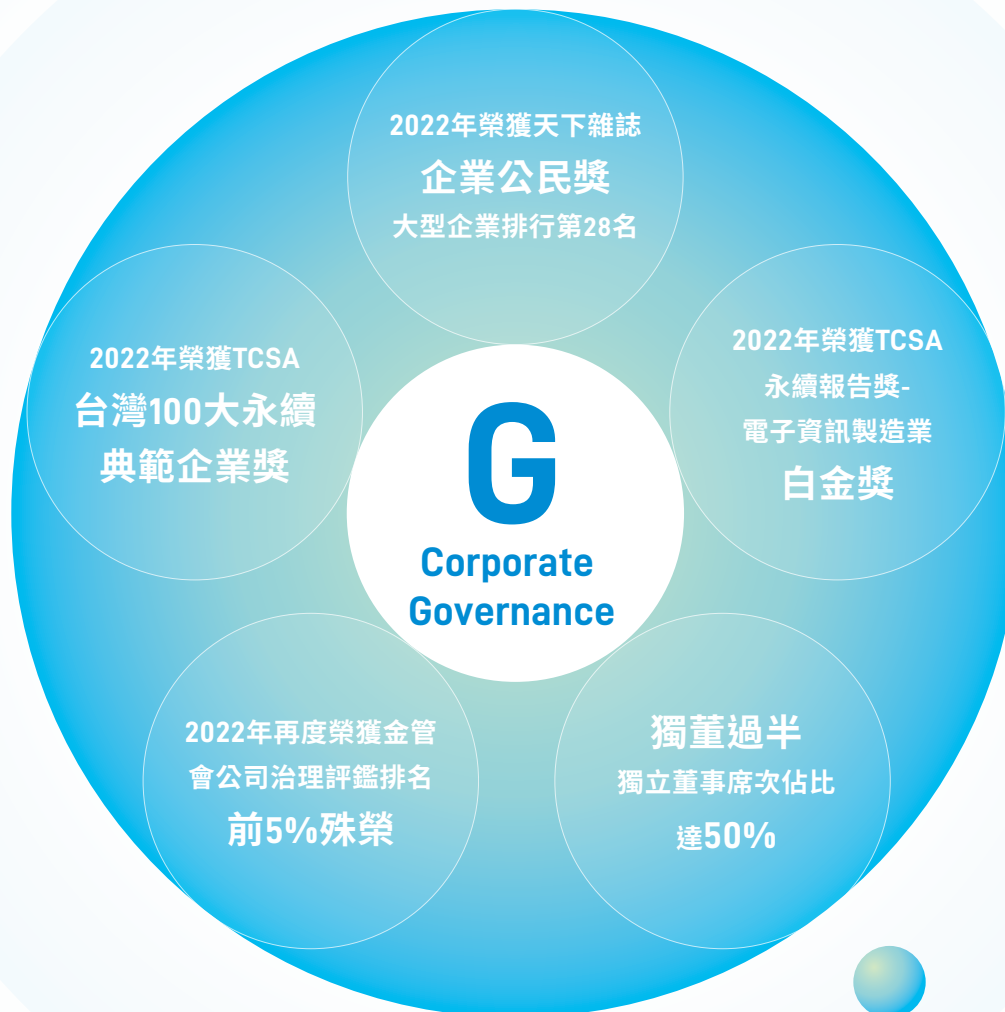 2022年榮獲天下雜誌
企業公民獎
大型企業排行第28名
2022年榮獲TCSA
台灣100大永續
典範企業獎
2022年榮獲TCSA
永續報告獎-
電子資訊製造業
白金獎
G
Corporate
Governance
2022年再度榮獲金管
會公司治理評鑑排名
前5%殊榮
獨董過半
獨立董事席次佔比
達50%